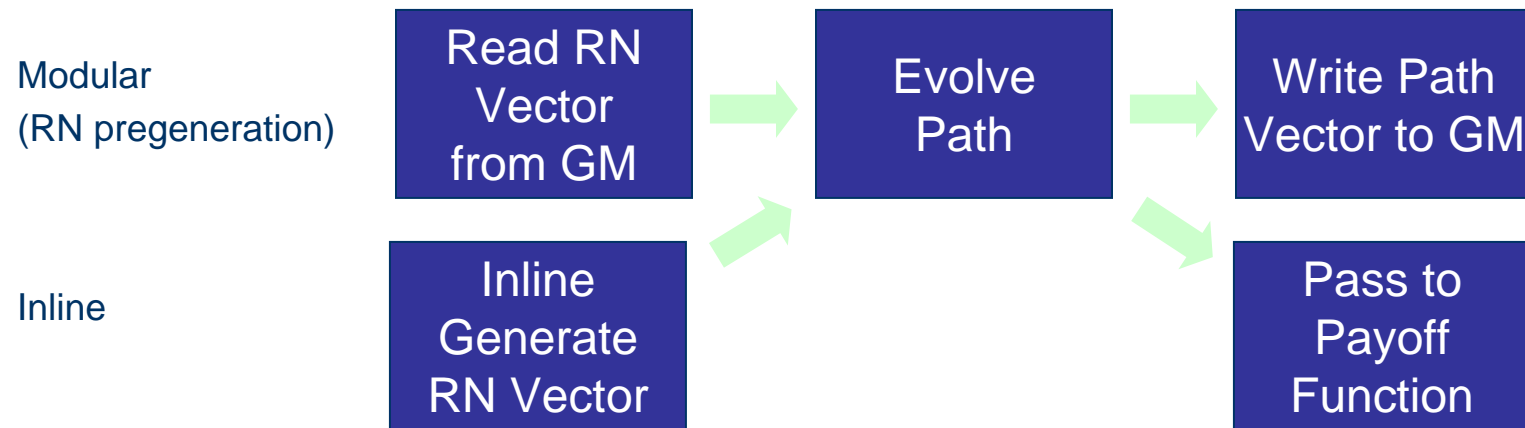 Modular
(RN pregeneration)
Read RN
Vector
from GM
Evolve
Path
Write Path
Vector to GM
Inline
Inline
Generate
RN Vector
Pass to
Payoff
Function